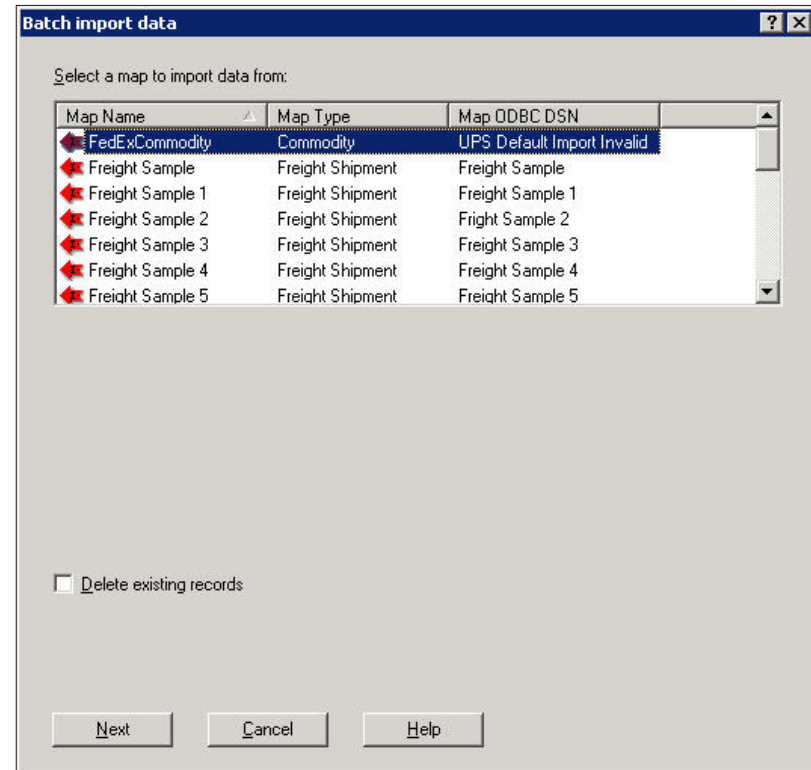 Batch import data
Select a map to import data from:
Map Name Map Type Map ODBC DSN
FedExCommodity Commodity UPS Default Import Invalid
Freight Sample Freight Shipment Freight Sample
Freight Sample 1 Freight Shipment Freight Sample 1
Freight Sample 2 Freight Shipment Fright Sample 2
Freight Sample 3 Freight Shipment Freight Sample 3
Freight Sample 4 Freight Shipment Freight Sample 4
Freight Sample 5 Freight Shipment Freight Sample 5
Delete existing records
Next Cancel Help